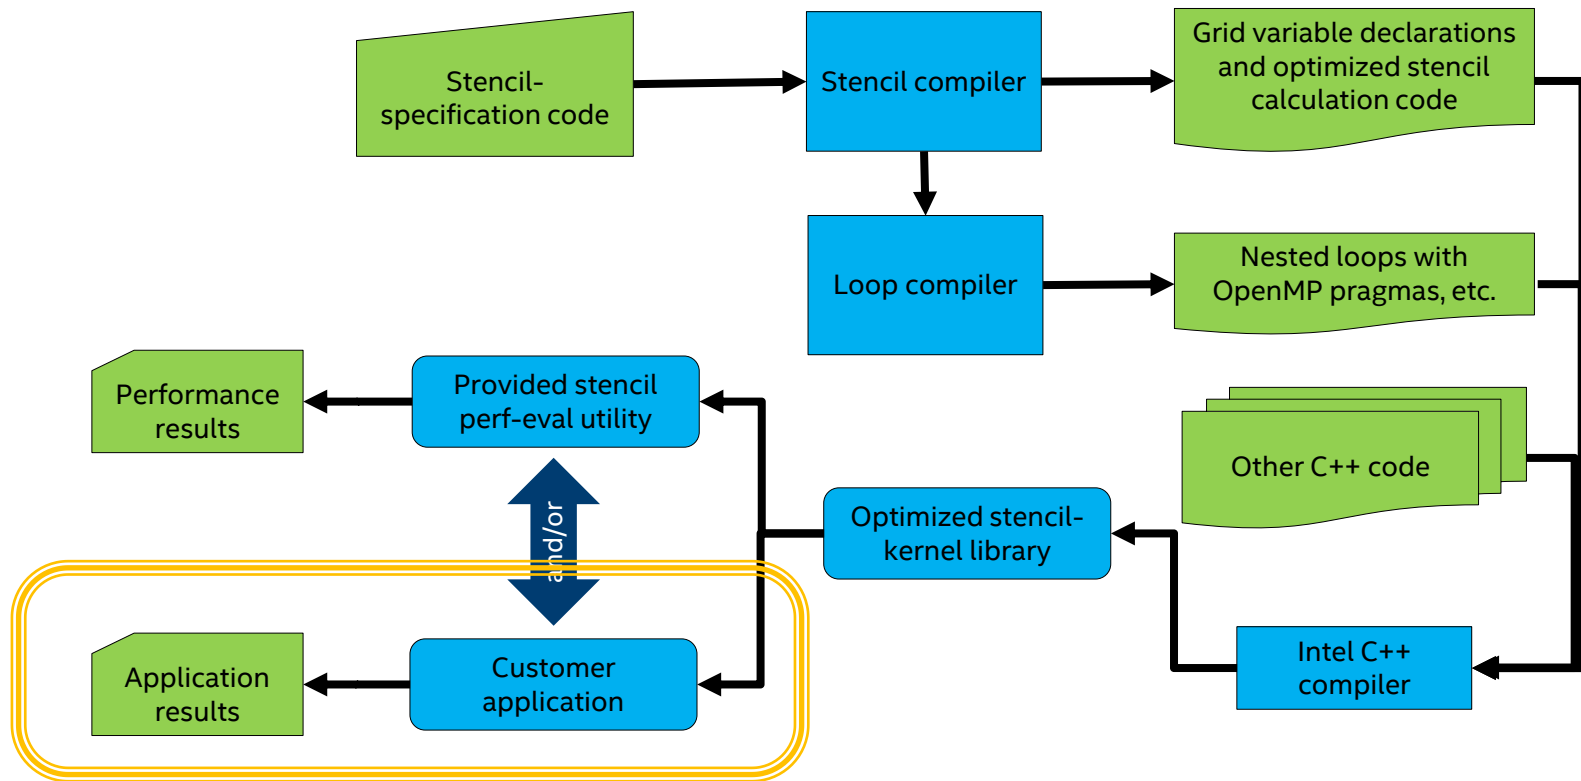 Stencil-
specification code
Stencil compiler
Grid variable declarations
and optimized stencil
calculation code
Loop compiler
Nested loops with
OpenMP pragmas, etc.
Performance
results
Provided stencil
perf-eval utility
Other C++ code
and/or
Optimized stencil-
kernel library
Application
results
Customer
application
Intel C++
compiler